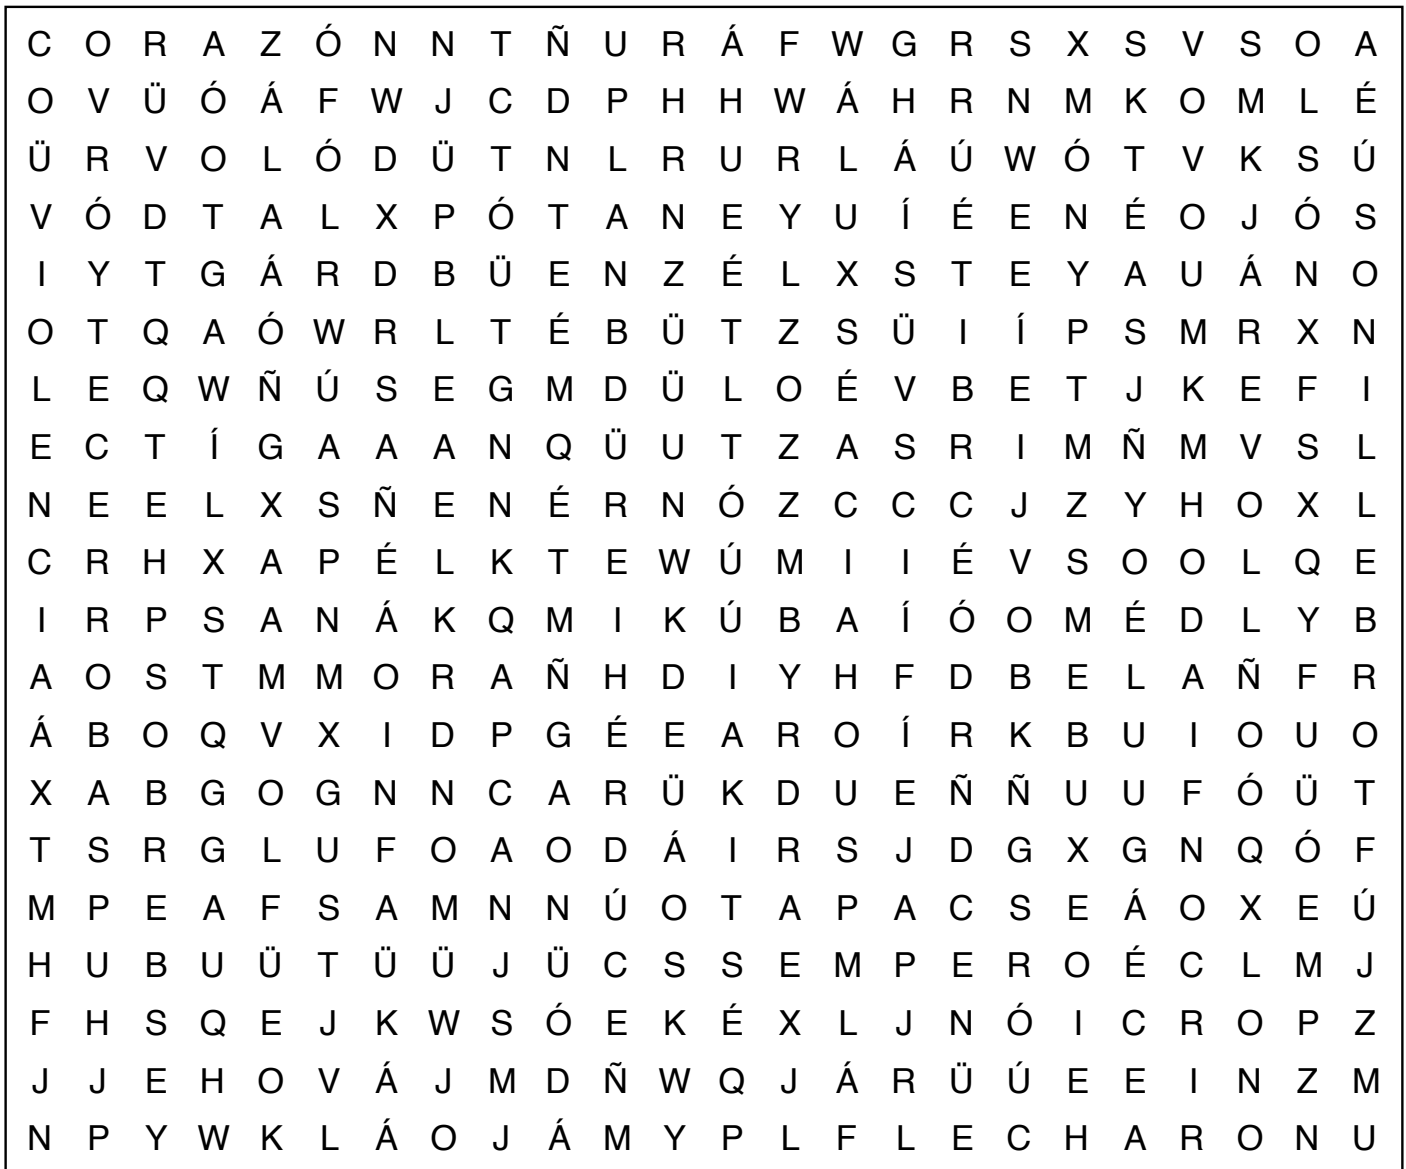 C O R A Z Ó N N T Ñ U R Á F W G R S X S V S O A
O V Ü Ó Á F W J C D P H H W Á H R N M K O M L É
Ü R V O L Ó D Ü T N L R U R L Á Ú W Ó T V K S Ú
V Ó D T A L X P Ó T A N E Y U Í É E N É O J Ó S
I Y T G Á R D B Ü E N Z É L X S T E Y A U Á N O
O T Q A Ó W R L T É B Ü T Z S Ü I Í P S M R X N
L E Q W Ñ Ú S E G M D Ü L O É V B E T J K E F I
E C T Í G A A A N Q Ü U T Z A S R I M Ñ M V S L
N E E L X S Ñ E N É R N Ó Z C C C J Z Y H O X L
C R H X A P É L K T E W Ú M I I É V S O O L Q E
I R P S A N Á K Q M I K Ú B A Í Ó O M É D L Y B
A O S T M M O R A Ñ H D I Y H F D B E L A Ñ F R
Á B O Q V X I D P G É E A R O Í R K B U I O U O
X A B G O G N N C A R Ü K D U E Ñ Ñ U U F Ó Ü T
T S R G L U F O A O D Á I R S J D G X G N Q Ó F
M P E A F S A M N N Ú O T A P A C S E Á O X E Ú
H U B U Ü T Ü Ü J Ü C S S E M P E R O É C L M J
F H S Q E J K W S Ó E K É X L J N Ó I C R O P Z
J J E H O V Á J M D Ñ W Q J Á R Ü Ú E E I N Z M
N P Y W K L Á O J Á M Y P L F L E C H A R O N U